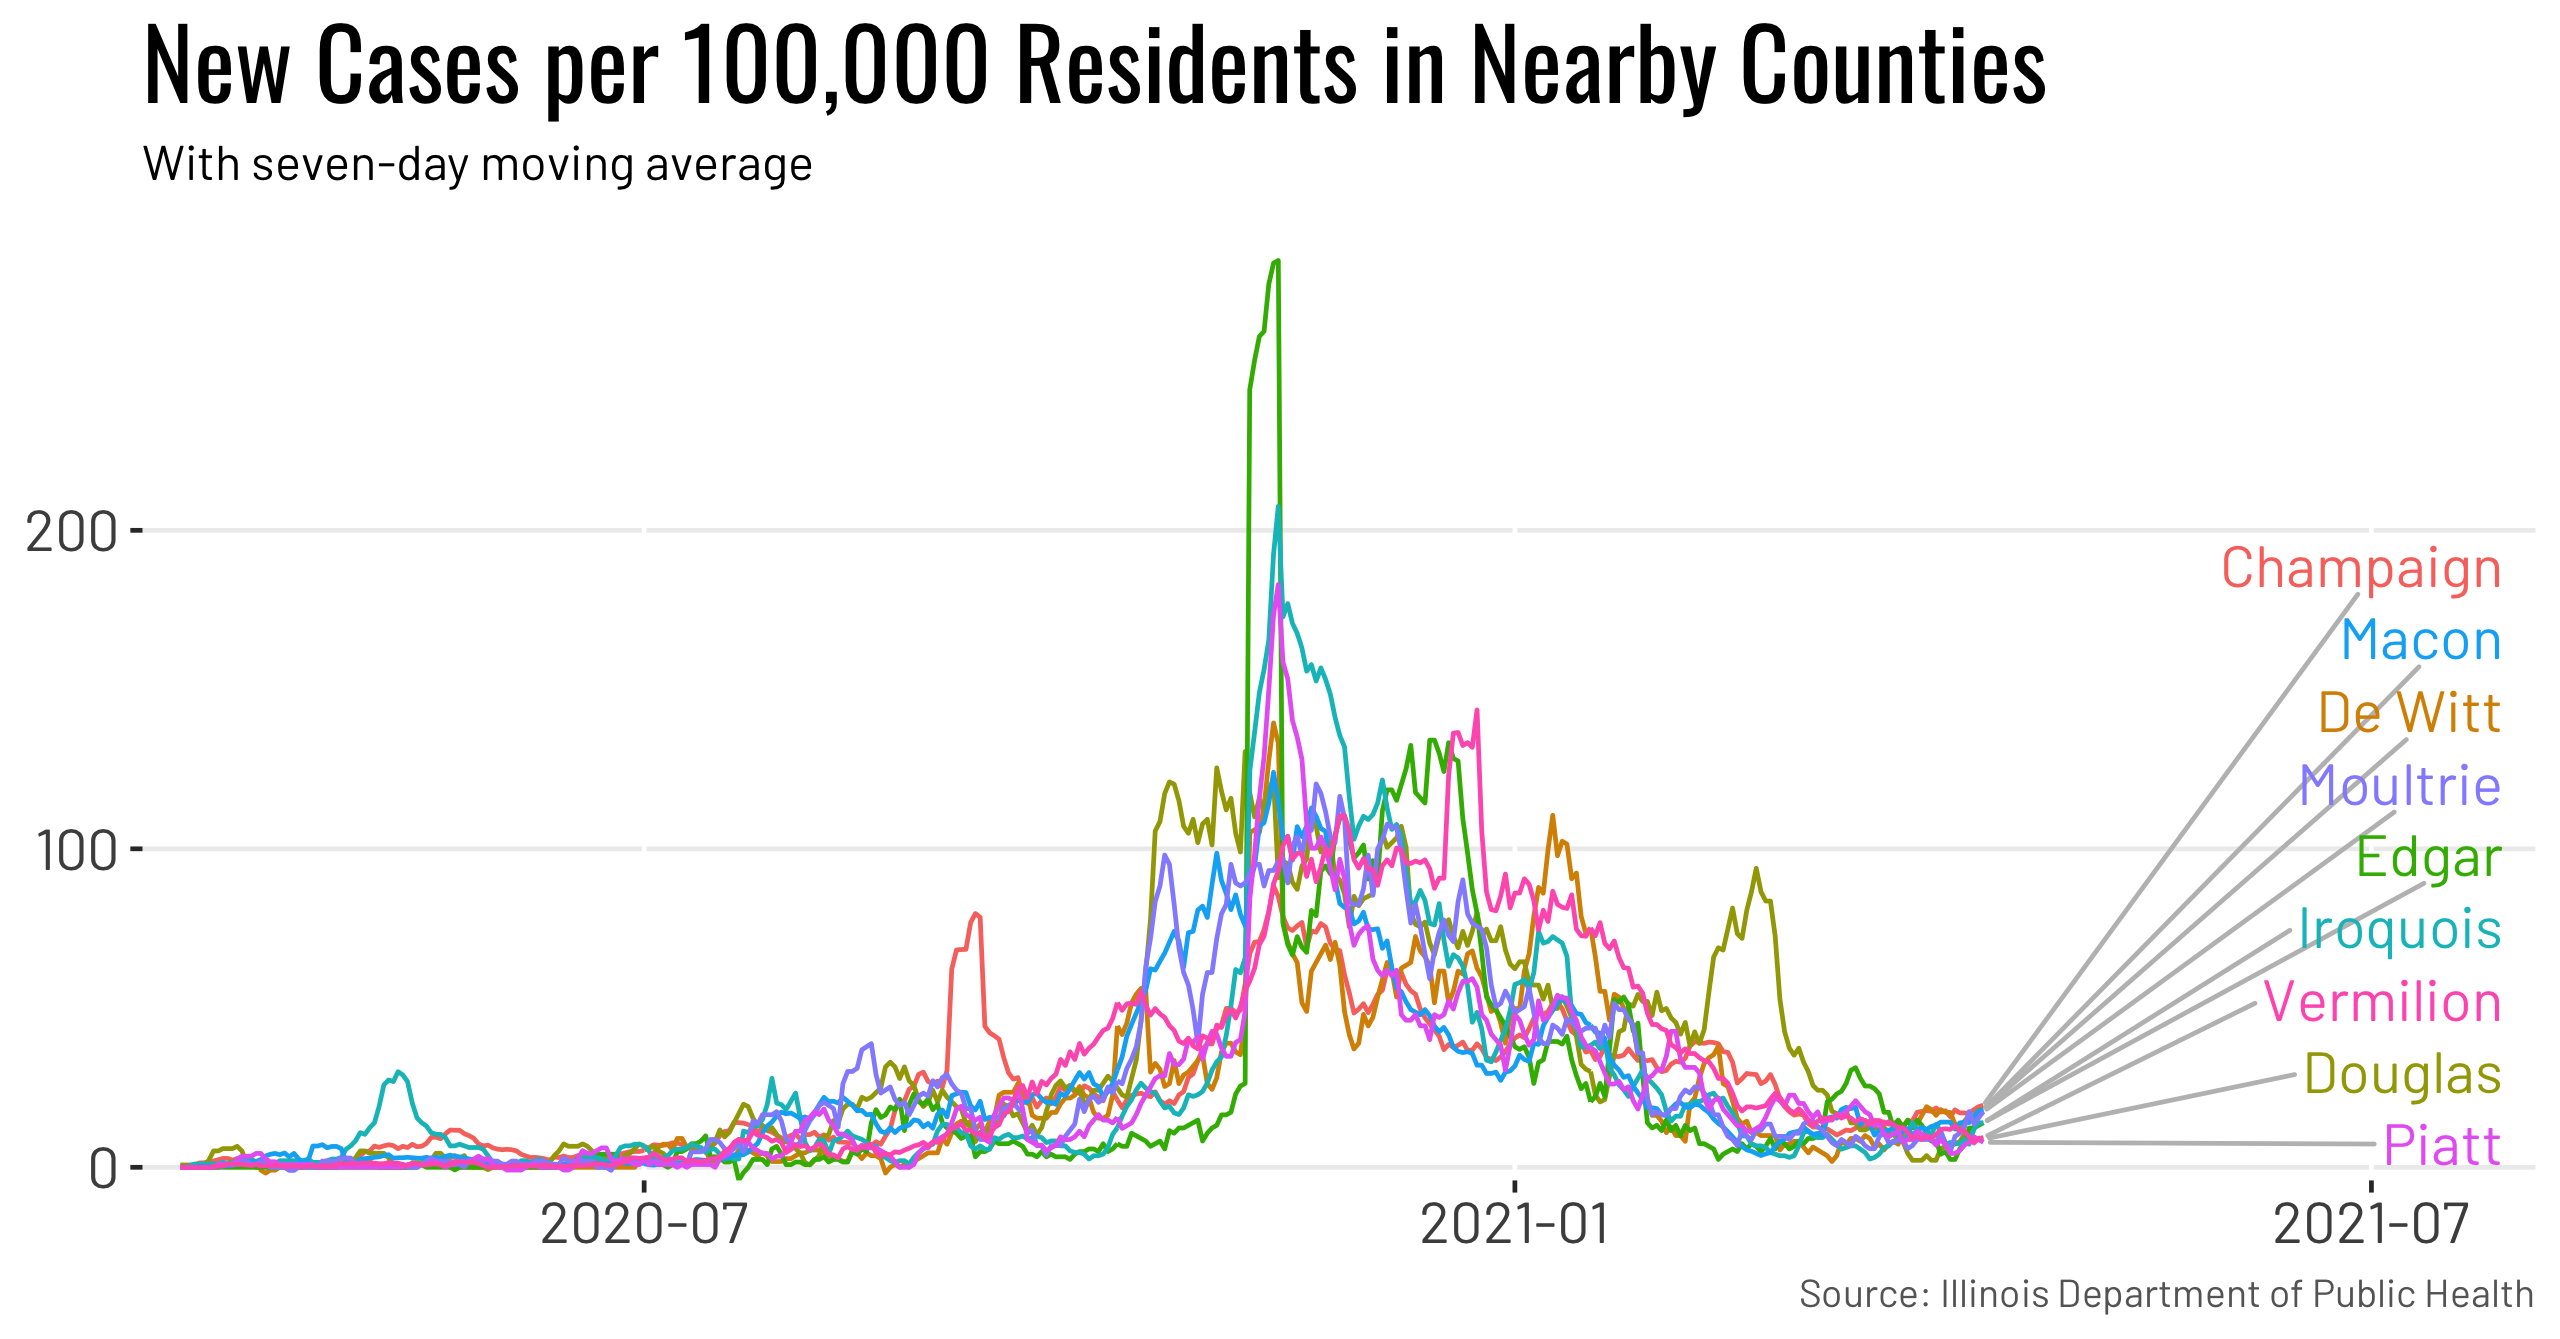 New Cases per 100,000 Residents in Nearby Counties
With seven-day moving average
200
100
0
Champaign
Macon
De Witt
Moultrie
Edgar
Iroquois
Vermilion
Douglas
Piatt
2020-07
2021-01
2021-07
Source: Illinois Department of Public Health